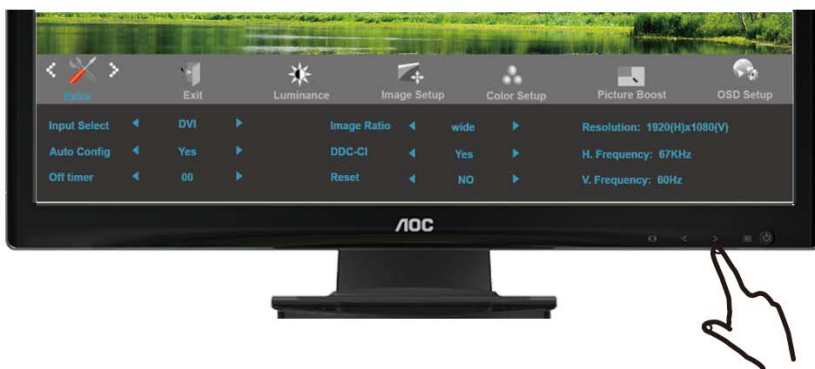 Extra Exit Luminance Image Setup Color Setup Picture Boost OSD Setup
Input Select DVI Image Ratio wide Resolution: 1920(H)x1080(V)
Auto Config Yes DDC-CI Yes H. Frequency: 67KHz
Off timer 00 Reset NO V. Frequency: 60Hz
AOC